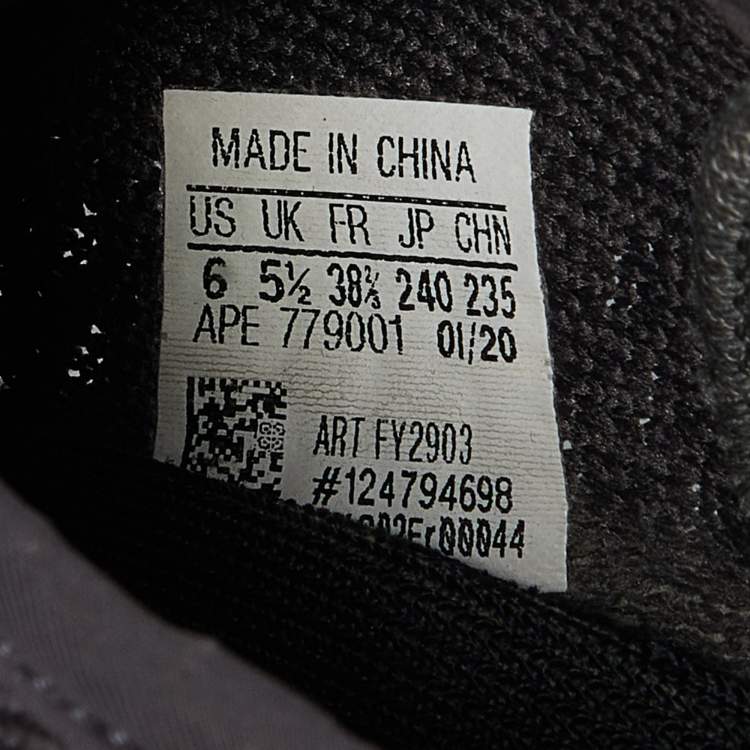 MADE IN CHINA
US UK FR JP CHN
6 5½ 38⅔ 240 235
APE 779001 01/20
ART FY2903
#124794698